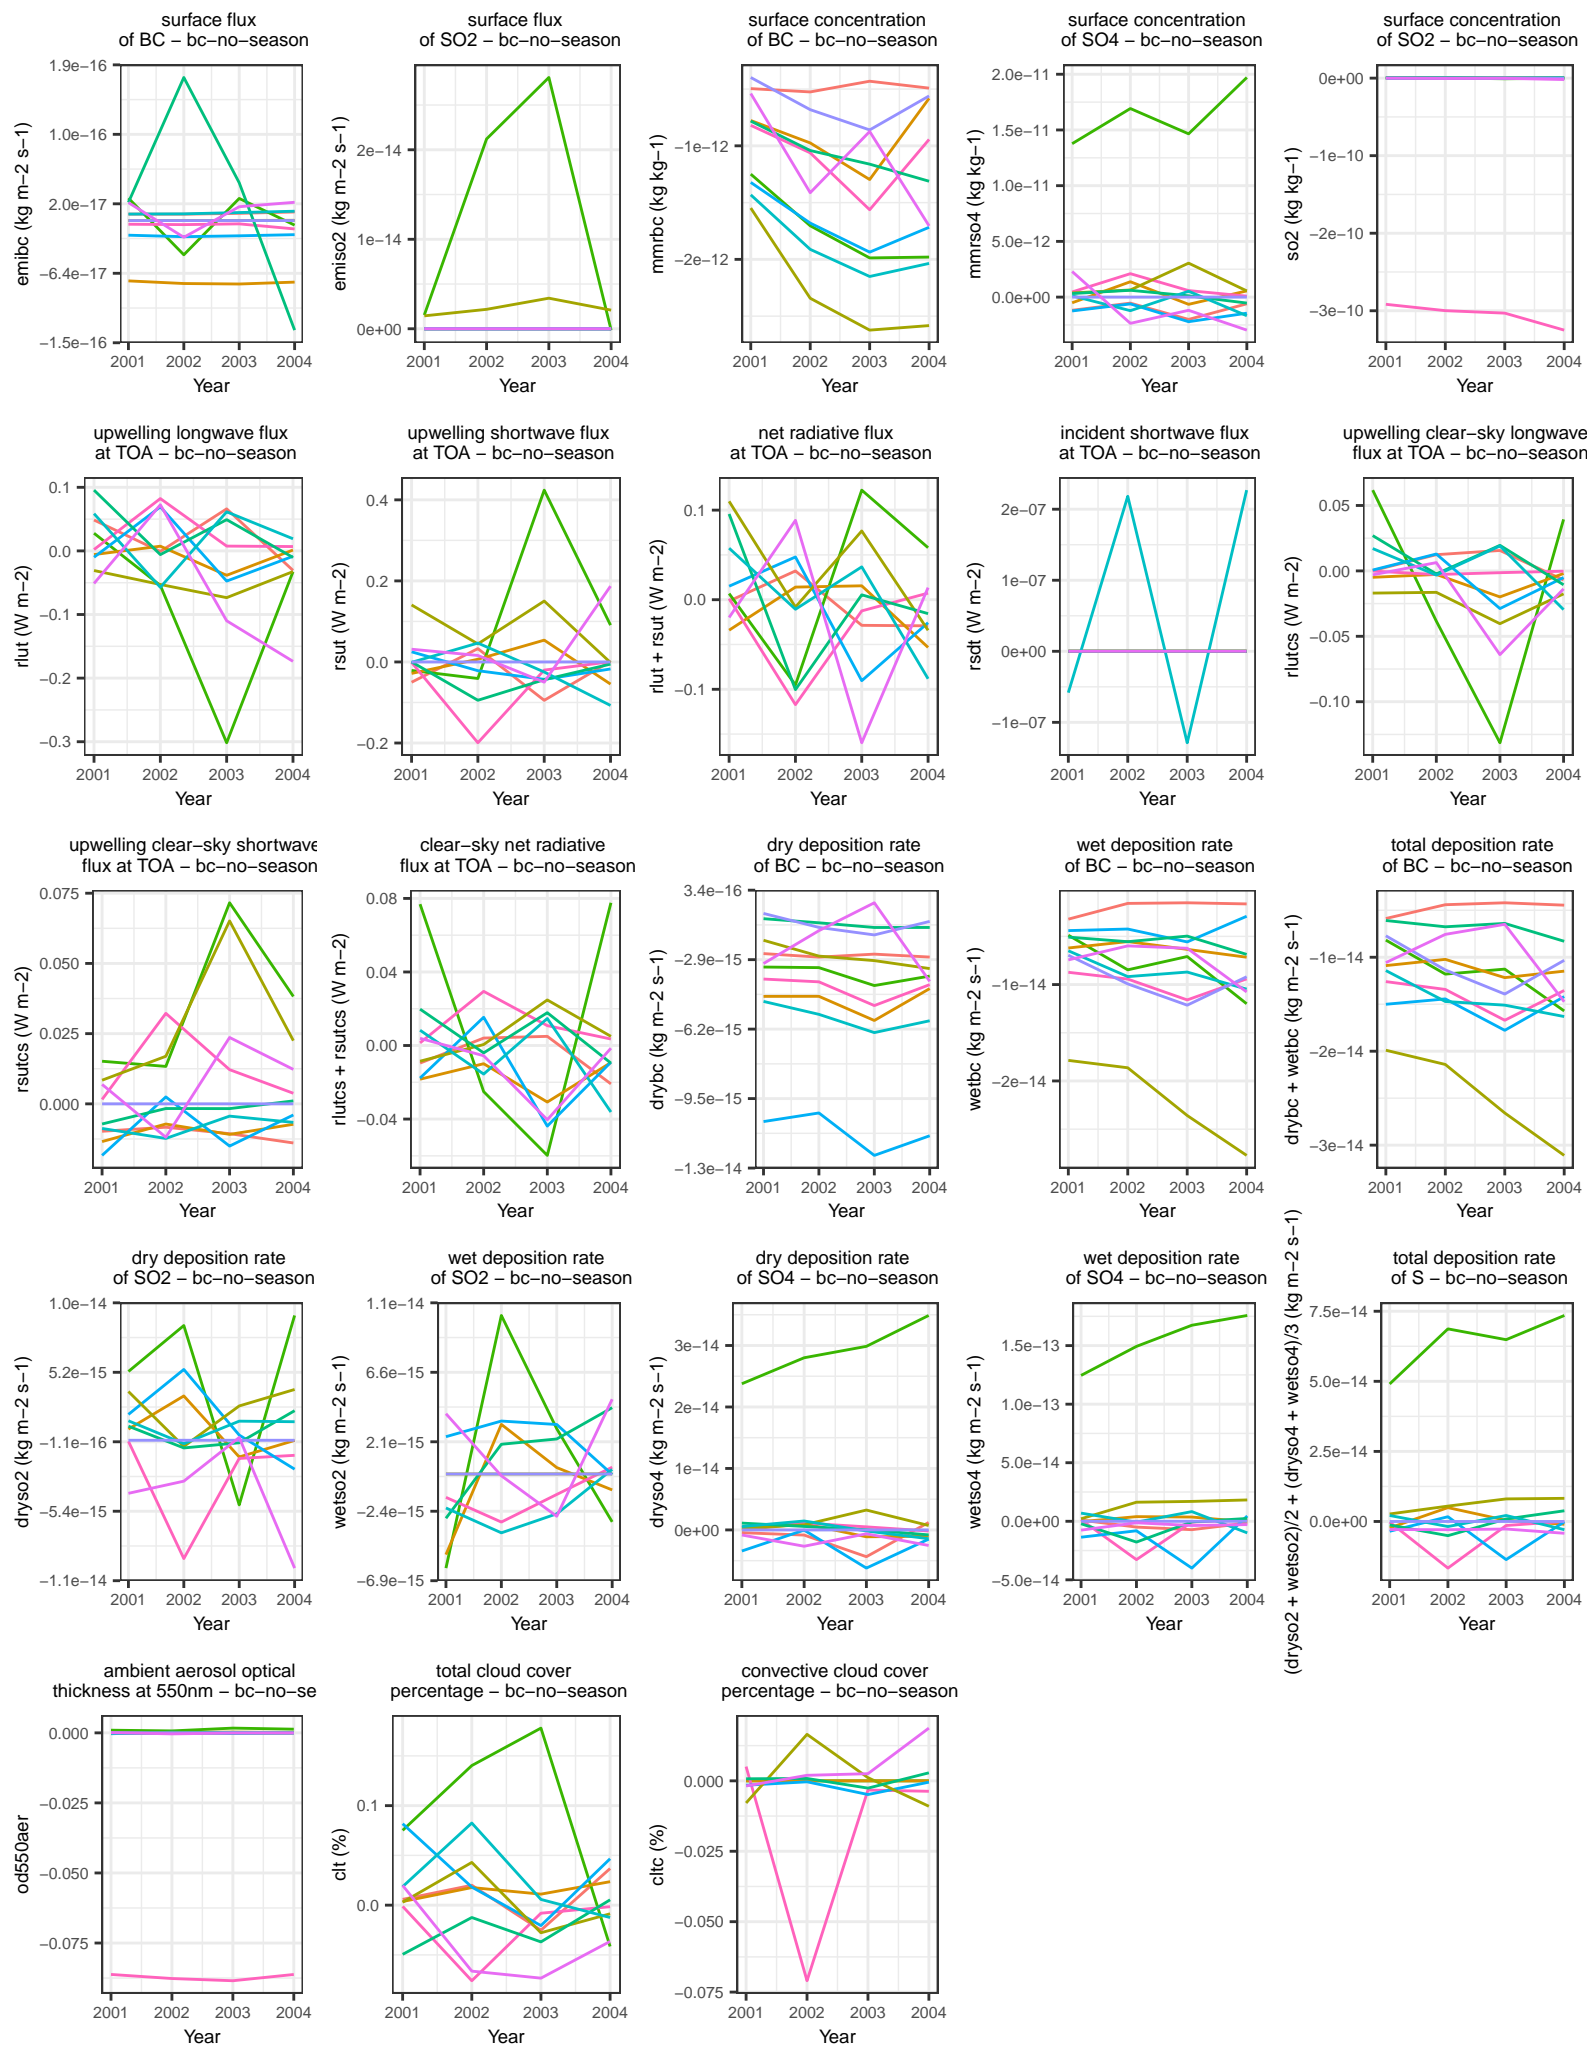 surface flux
of BC − bc−no−season
surface flux
of SO2 − bc−no−season
surface concentration
of BC − bc−no−season
surface concentration
of SO4 − bc−no−season
surface concentration
of SO2 − bc−no−season
emibc (kg m−2 s−1)
1.9e−16
1.0e−16
2.0e−17
−6.4e−17
−1.5e−16
2001 2002 2003 2004
Year
emiso2 (kg m−2 s−1)
2e−14
1e−14
0e+00
2001 2002 2003 2004
Year
mmrbc (kg kg−1)
−1e−12
−2e−12
2001 2002 2003 2004
Year
mmrso4 (kg kg−1)
2.0e−11
1.5e−11
1.0e−11
5.0e−12
0.0e+00
2001 2002 2003 2004
Year
so2 (kg kg−1)
0e+00
−1e−10
−2e−10
−3e−10
2001 2002 2003 2004
Year
upwelling longwave flux
at TOA − bc−no−season
upwelling shortwave flux
at TOA − bc−no−season
net radiative flux
at TOA − bc−no−season
incident shortwave flux
at TOA − bc−no−season
upwelling clear−sky longwave
flux at TOA − bc−no−season
rlut (W m−2)
0.1
0.0
−0.1
−0.2
−0.3
2001 2002 2003 2004
Year
rsut (W m−2)
0.4
0.2
0.0
−0.2
2001 2002 2003 2004
Year
rlut + rsut (W m−2)
0.1
0.0
−0.1
2001 2002 2003 2004
Year
rsdt (W m−2)
2e−07
1e−07
0e+00
−1e−07
2001 2002 2003 2004
Year
rlutcs (W m−2)
0.05
0.00
−0.05
−0.10
2001 2002 2003 2004
Year
upwelling clear−sky shortwave
flux at TOA − bc−no−season
clear−sky net radiative
flux at TOA − bc−no−season
dry deposition rate
of BC − bc−no−season
wet deposition rate
of BC − bc−no−season
total deposition rate
of BC − bc−no−season
rsutcs (W m−2)
0.075
0.050
0.025
0.000
2001 2002 2003 2004
Year
rlutcs + rsutcs (W m−2)
0.08
0.04
0.00
−0.04
2001 2002 2003 2004
Year
drybc (kg m−2 s−1)
3.4e−16
−2.9e−15
−6.2e−15
−9.5e−15
−1.3e−14
2001 2002 2003 2004
Year
wetbc (kg m−2 s−1)
−1e−14
−2e−14
2001 2002 2003 2004
Year
drybc + wetbc (kg m−2 s−1)
−1e−14
−2e−14
−3e−14
2001 2002 2003 2004
Year
dry deposition rate
of SO2 − bc−no−season
wet deposition rate
of SO2 − bc−no−season
dry deposition rate
of SO4 − bc−no−season
wet deposition rate
of SO4 − bc−no−season
total deposition rate
of S − bc−no−season
dryso2 (kg m−2 s−1)
1.0e−14
5.2e−15
−1.1e−16
−5.4e−15
−1.1e−14
2001 2002 2003 2004
Year
wetso2 (kg m−2 s−1)
1.1e−14
6.6e−15
2.1e−15
−2.4e−15
−6.9e−15
2001 2002 2003 2004
Year
dryso4 (kg m−2 s−1)
3e−14
2e−14
1e−14
0e+00
2001 2002 2003 2004
Year
wetso4 (kg m−2 s−1)
1.5e−13
1.0e−13
5.0e−14
0.0e+00
−5.0e−14
2001 2002 2003 2004
Year
(dryso2 + wetso2)/2 + (dryso4 + wetso4)/3 (kg m−2 s−1)
7.5e−14
5.0e−14
2.5e−14
0.0e+00
2001 2002 2003 2004
Year
ambient aerosol optical
thickness at 550nm − bc−no−se
total cloud cover
percentage − bc−no−season
convective cloud cover
percentage − bc−no−season
od550aer
0.000
−0.025
−0.050
−0.075
2001 2002 2003 2004
Year
clt (%)
0.1
0.0
2001 2002 2003 2004
Year
cltc (%)
0.000
−0.025
−0.050
−0.075
2001 2002 2003 2004
Year